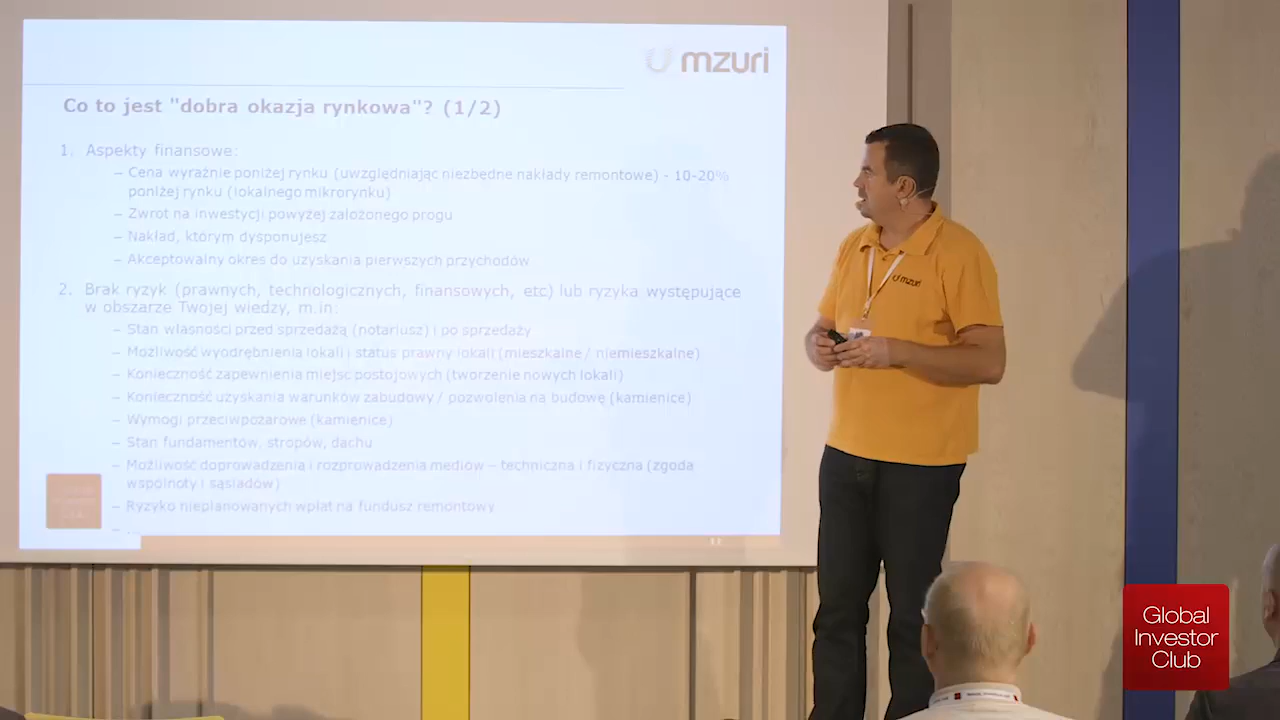 mzuri
Co to jest "dobra okazja rynkowa"? (1/2)
1. Aspekty finansowe:
– Cena wyraźnie poniżej rynku (uwzględniając niezbędne nakłady remontowe) - 10-20%
poniżej rynku (lokalnego mikrorynku)
– Zwrot na inwestycji powyżej założonego progu
– Nakład, którym dysponujesz
– Akceptowalny okres do uzyskania pierwszych przychodów
2. Brak ryzyk (prawnych, technologicznych, finansowych, etc) lub ryzyka występujące
w obszarze Twojej wiedzy, m.in:
– Stan własności przed sprzedażą (notariusz) i po sprzedaży
– Możliwość wyodrębnienia lokali i status prawny lokali (mieszkalne / niemieszkalne)
– Konieczność zapewnienia miejsc postojowych (tworzenie nowych lokali)
– Konieczność uzyskania warunków zabudowy / pozwolenia na budowę (kamienice)
– Wymogi przeciwpożarowe (kamienice)
– Stan fundamentów, stropów, dachu
– Możliwość doprowadzenia i rozprowadzenia mediów – techniczna i fizyczna (zgoda
wspólnoty i sąsiadów)
– Ryzyko nieplanowanych wpłat na fundusz remontowy
– ...
mzuri
Global
Investor
Club